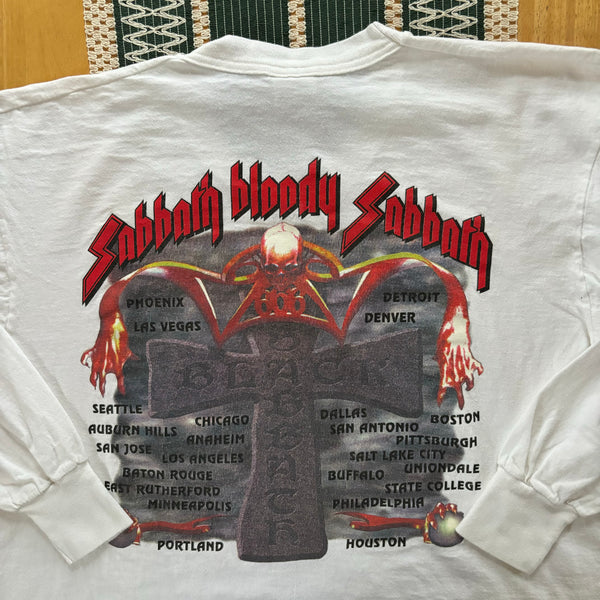 Sabbath bloody Sabbath
666
PHOENIX
DETROIT
LAS VEGAS
DENVER
BLACK
SABBATH
SEATTLE
CHICAGO
DALLAS
BOSTON
AUBURN HILLS
ANAHEIM
SAN ANTONIO
PITTSBURGH
SAN JOSE
LOS ANGELES
SALT LAKE CITY
BATON ROUGE
BUFFALO
UNIONDALE
EAST RUTHERFORD
STATE COLLEGE
MINNEAPOLIS
PHILADELPHIA
PORTLAND
HOUSTON